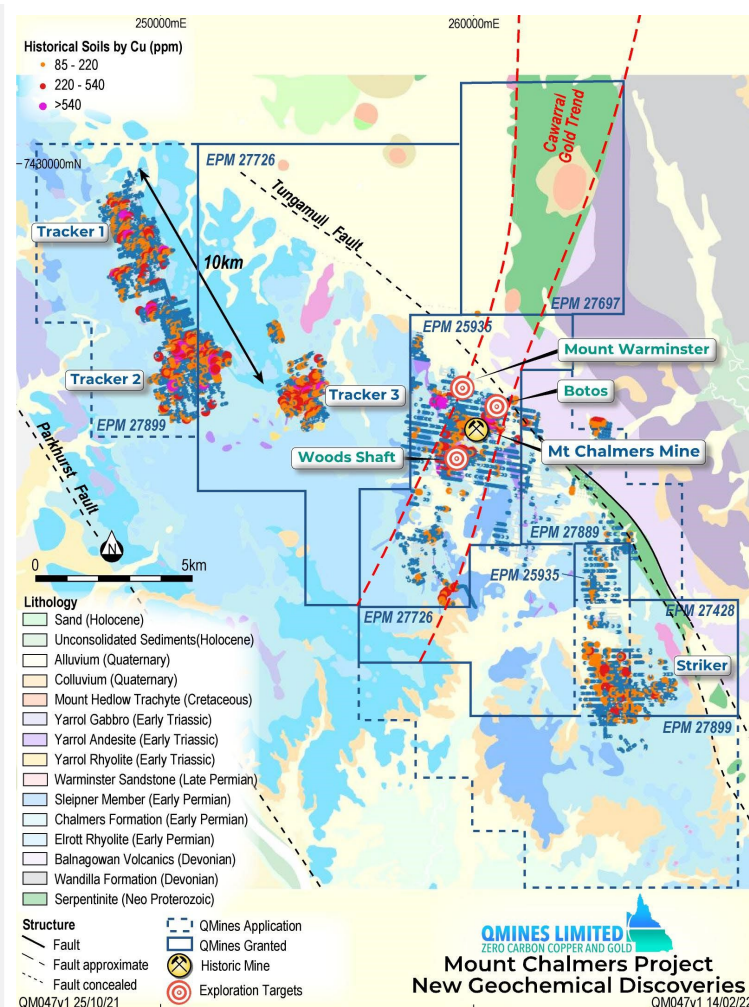 250000mE
260000mE
Historical Soils by Cu (ppm)
85 - 220
220 - 540
>540
7430000mN
EPM 27726
Cawarral
Gold Trend
Tungamull Fault
Tracker 1
10km
EPM 27697
EPM 25935
Mount Warminster
Tracker 2
Tracker 3
Botos
EPM 27899
Woods Shaft
Mt Chalmers Mine
Parkhurst Fault
N
0
5km
EPM 27889
EPM 25935
EPM 27726
EPM 27428
Striker
EPM 27899
Lithology
Sand (Holocene)
Unconsolidated Sediments(Holocene)
Alluvium (Quaternary)
Colluvium (Quaternary)
Mount Hedlow Trachyte (Cretaceous)
Yarrol Gabbro (Early Triassic)
Yarrol Andesite (Early Triassic)
Yarrol Rhyolite (Early Triassic)
Warminster Sandstone (Late Permian)
Sleipner Member (Early Permian)
Chalmers Formation (Early Permian)
Elrott Rhyolite (Early Permian)
Balnagowan Volcanics (Devonian)
Wandilla Formation (Devonian)
Serpentinite (Neo Proterozoic)
Structure
Fault
Fault approximate
Fault concealed
QMines Application
QMines Granted
Historic Mine
Exploration Targets
QMINES LIMITED
ZERO CARBON COPPER AND GOLD
Mount Chalmers Project
New Geochemical Discoveries
QM047v1 25/10/21